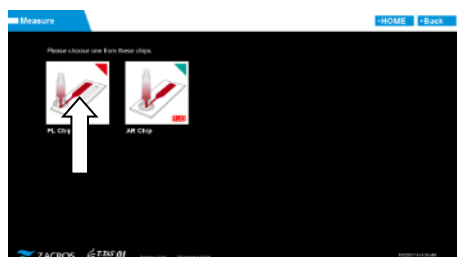 Measure
•HOME
•Back
Please choose one from these chips.
PL Chip
AR Chip
ZACROS T-TAS 01